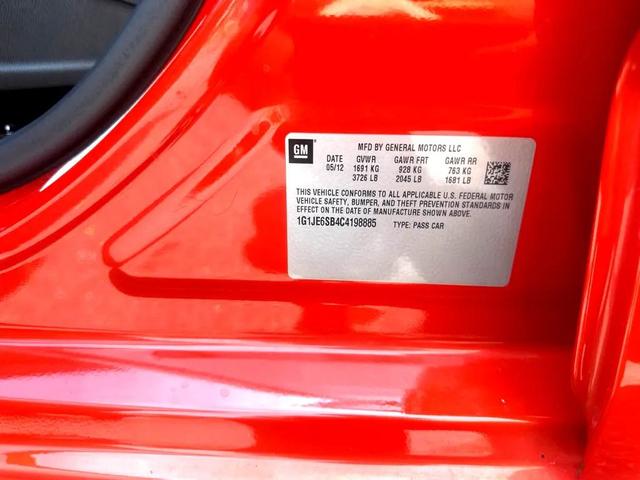 GM
MFD BY GENERAL MOTORS LLC
DATE GVWR GAWR FRT GAWR RR
05/12 1691 KG 928 KG 763 KG
3726 LB 2045 LB 1681 LB
THIS VEHICLE CONFORMS TO ALL APPLICABLE U.S. FEDERAL MOTOR
VEHICLE SAFETY, BUMPER, AND THEFT PREVENTION STANDARDS IN
EFFECT ON THE DATE OF MANUFACTURE SHOWN ABOVE.
1G1JE6SB4C4198885 TYPE: PASS CAR